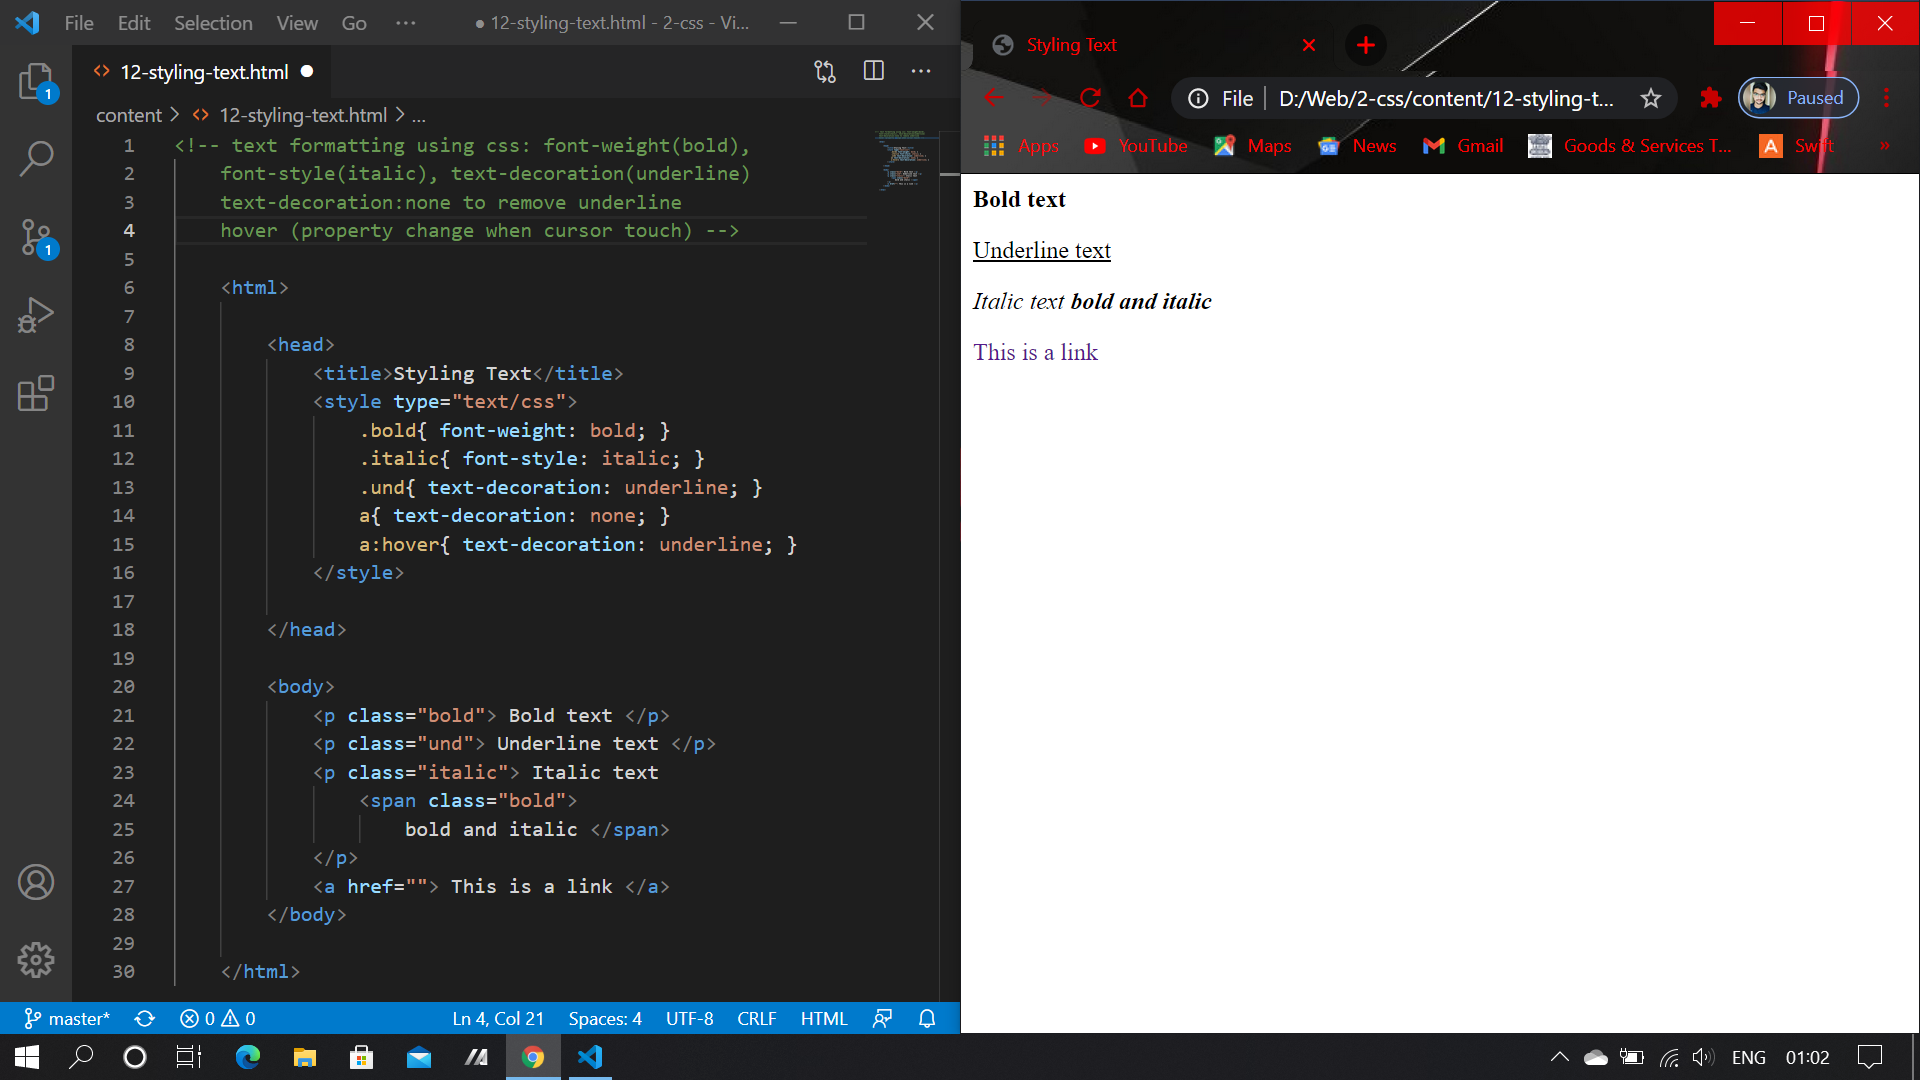 File Edit Selection View Go ··· ● 12-styling-text.html - 2-css - Vi...
12-styling-text.html ●
content > 12-styling-text.html > ...
1 <!-- text formatting using css: font-weight(bold),
2 font-style(italic), text-decoration(underline)
3 text-decoration:none to remove underline
4 hover (property change when cursor touch) -->
5
6 <html>
7
8 <head>
9 <title>Styling Text</title>
10 <style type="text/css">
11 .bold{ font-weight: bold; }
12 .italic{ font-style: italic; }
13 .und{ text-decoration: underline; }
14 a{ text-decoration: none; }
15 a:hover{ text-decoration: underline; }
16 </style>
17
18 </head>
19
20 <body>
21 <p class="bold"> Bold text </p>
22 <p class="und"> Underline text </p>
23 <p class="italic"> Italic text
24 <span class="bold">
25 bold and italic </span>
26 </p>
27 <a href=""> This is a link </a>
28 </body>
29
30 </html>
1
1
master* 0 0 Ln 4, Col 21 Spaces: 4 UTF-8 CRLF HTML
Styling Text
File | D:/Web/2-css/content/12-styling-t... Paused
Apps YouTube Maps News Gmail Goods & Services T... A Swift »
Bold text
Underline text
Italic text bold and italic
This is a link
ENG 01:02